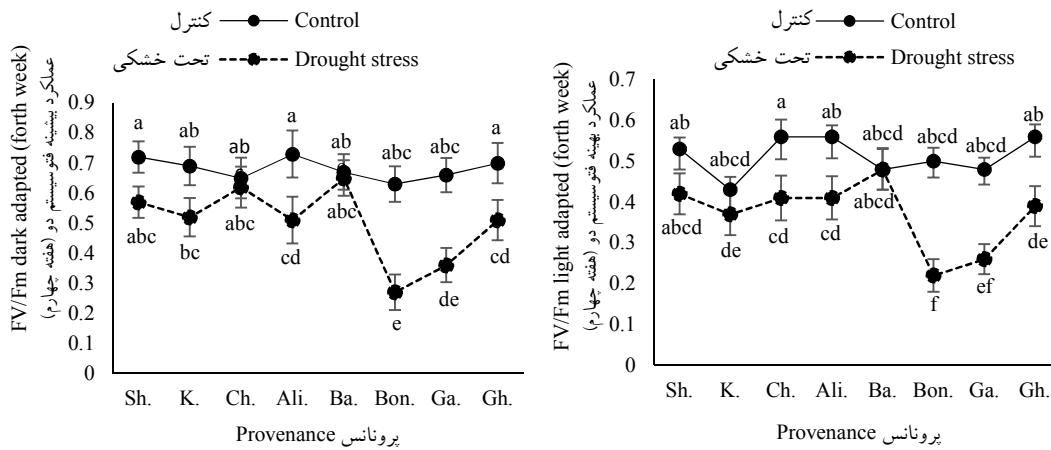 کنترل Control
تحت خشکی Drought stress
FV/Fm dark adapted (forth week)
عملکرد بیشینه فتوسیستم دو (هفته چهارم)
0.9
0.8
0.7
0.6
0.5
0.4
0.3
0.2
0.1
0
a ab ab a ab ab ab a
abc bc abc cd abc e de cd
Sh. K. Ch. Ali. Ba. Bon. Ga. Gh.
Provenance پرونانس
کنترل Control
تحت خشکی Drought stress
FV/Fm light adapted (forth week)
عملکرد بهینه فتوسیستم دو (هفته چهارم)
0.7
0.6
0.5
0.4
0.3
0.2
0.1
0
ab abcd a ab abcd abcd abcd ab
abcd de cd cd abcd f ef de
Sh. K. Ch. Ali. Ba. Bon. Ga. Gh.
Provenance پرونانس